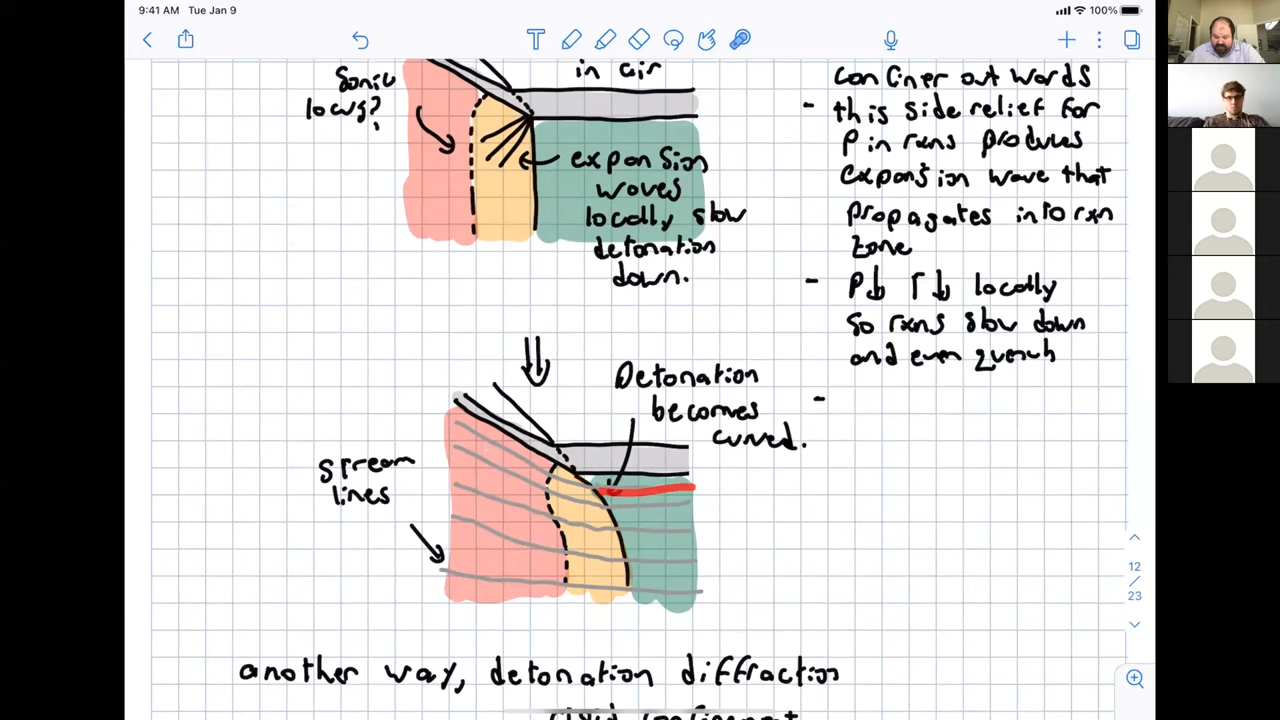 9:41 AM Tue Jan 9
100%
T
Sonic
locus?
in air
expansion
waves
locally slow
detonation
down.
confiner outwards
- this side relief for
P in rxns produces
expansion wave that
propagates into rxn
zone
- P↓ T↓ locally
so rxns slow down
and even quench
-
Detonation
becomes
curved.
stream
lines
12
/
23
another way, detonation diffraction